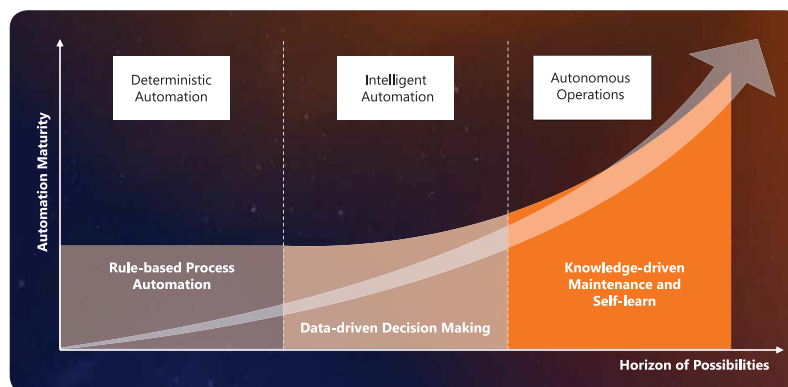 Deterministic
Automation
Intelligent
Automation
Autonomous
Operations
Automation Maturity
Rule-based Process
Automation
Data-driven Decision Making
Knowledge-driven
Maintenance and
Self-learn
Horizon of Possibilities